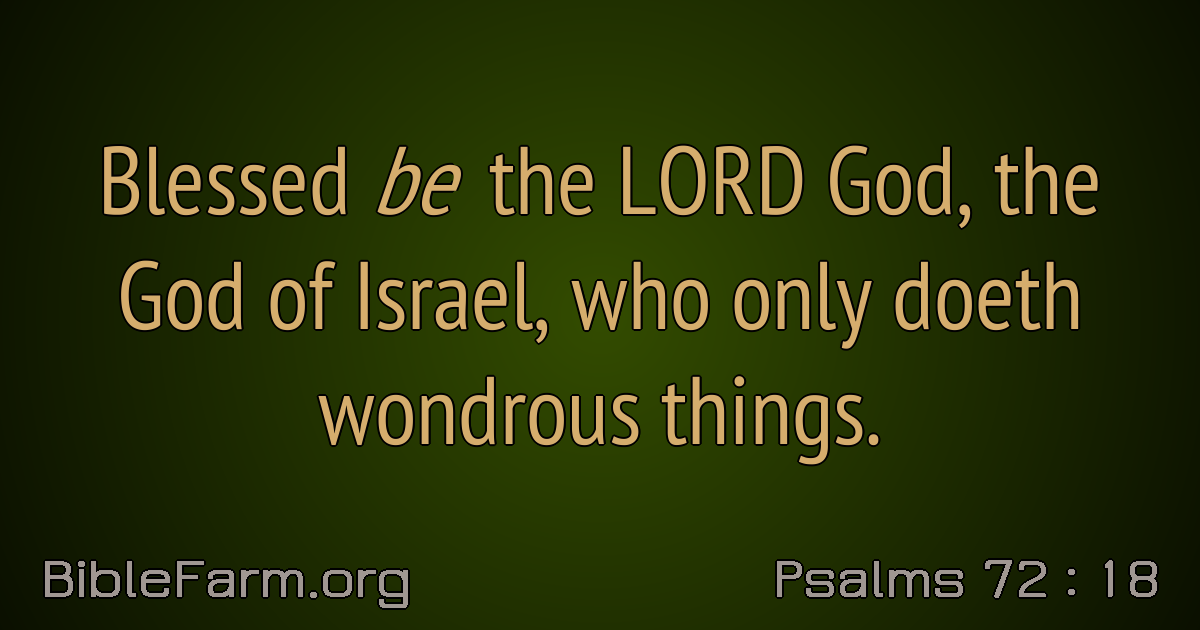 Blessed be the LORD God, the
God of Israel, who only doeth
wondrous things.
BibleFarm.org
Psalms 72 : 18